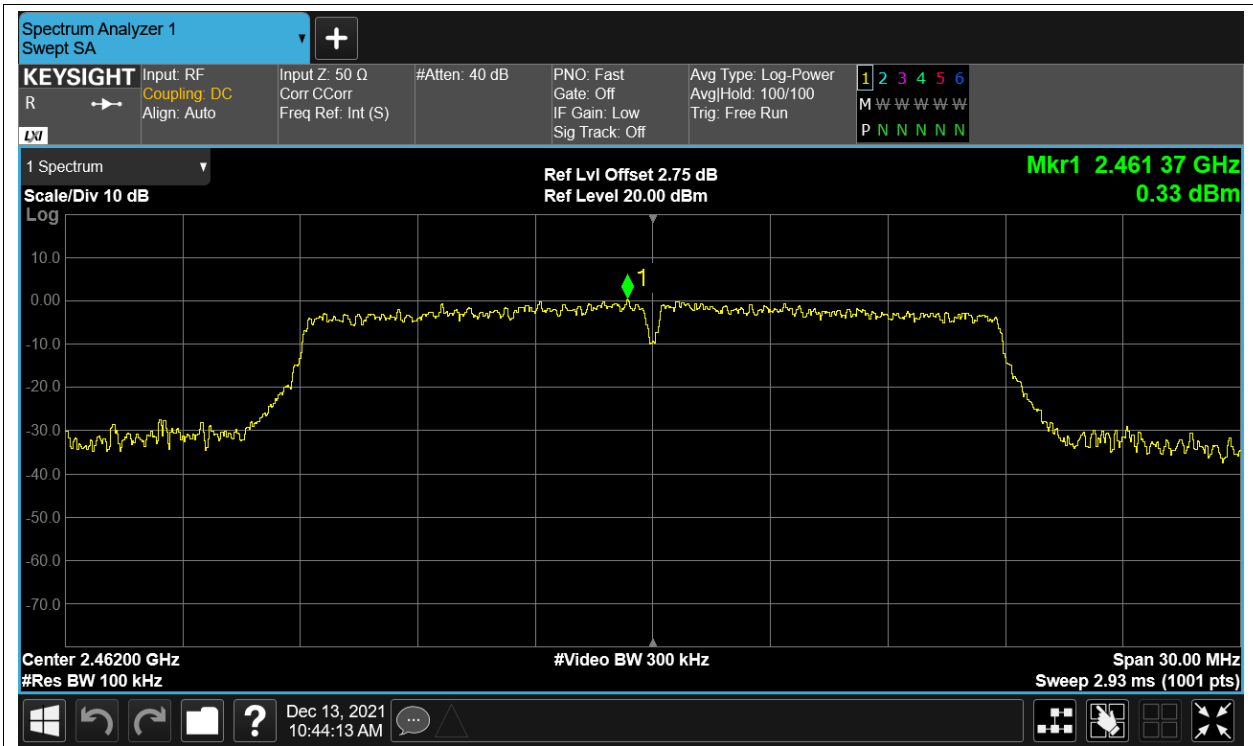 Spectrum Analyzer 1
Swept SA
KEYSIGHT
R
LXI
Input: RF
Coupling: DC
Align: Auto
Input Z: 50 Ω
Corr CCorr
Freq Ref: Int (S)
#Atten: 40 dB
PNO: Fast
Gate: Off
IF Gain: Low
Sig Track: Off
Avg Type: Log-Power
Avg|Hold: 100/100
Trig: Free Run
1 2 3 4 5 6
M W W W W W
P N N N N N
1 Spectrum
Scale/Div 10 dB
Ref Lvl Offset 2.75 dB
Ref Level 20.00 dBm
Mkr1 2.461 37 GHz
0.33 dBm
Log
10.0
0.00
-10.0
-20.0
-30.0
-40.0
-50.0
-60.0
-70.0
1
Center 2.46200 GHz
#Res BW 100 kHz
#Video BW 300 kHz
Span 30.00 MHz
Sweep 2.93 ms (1001 pts)
?
Dec 13, 2021
10:44:13 AM